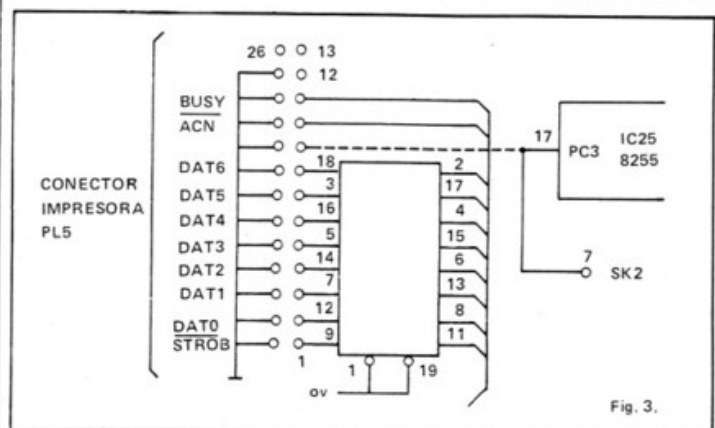 26 13
12
BUSY
ACN
17
PC3
IC25
8255
DAT6 18 2
CONECTOR
IMPRESORA
PL5
DAT5 3 17
DAT4 16 4
DAT3 5 15
DAT2 14 6
DAT1 7 13
12 8
DAT0
STROB 9 11
1
1 19
0V
7
SK2
Fig. 3.